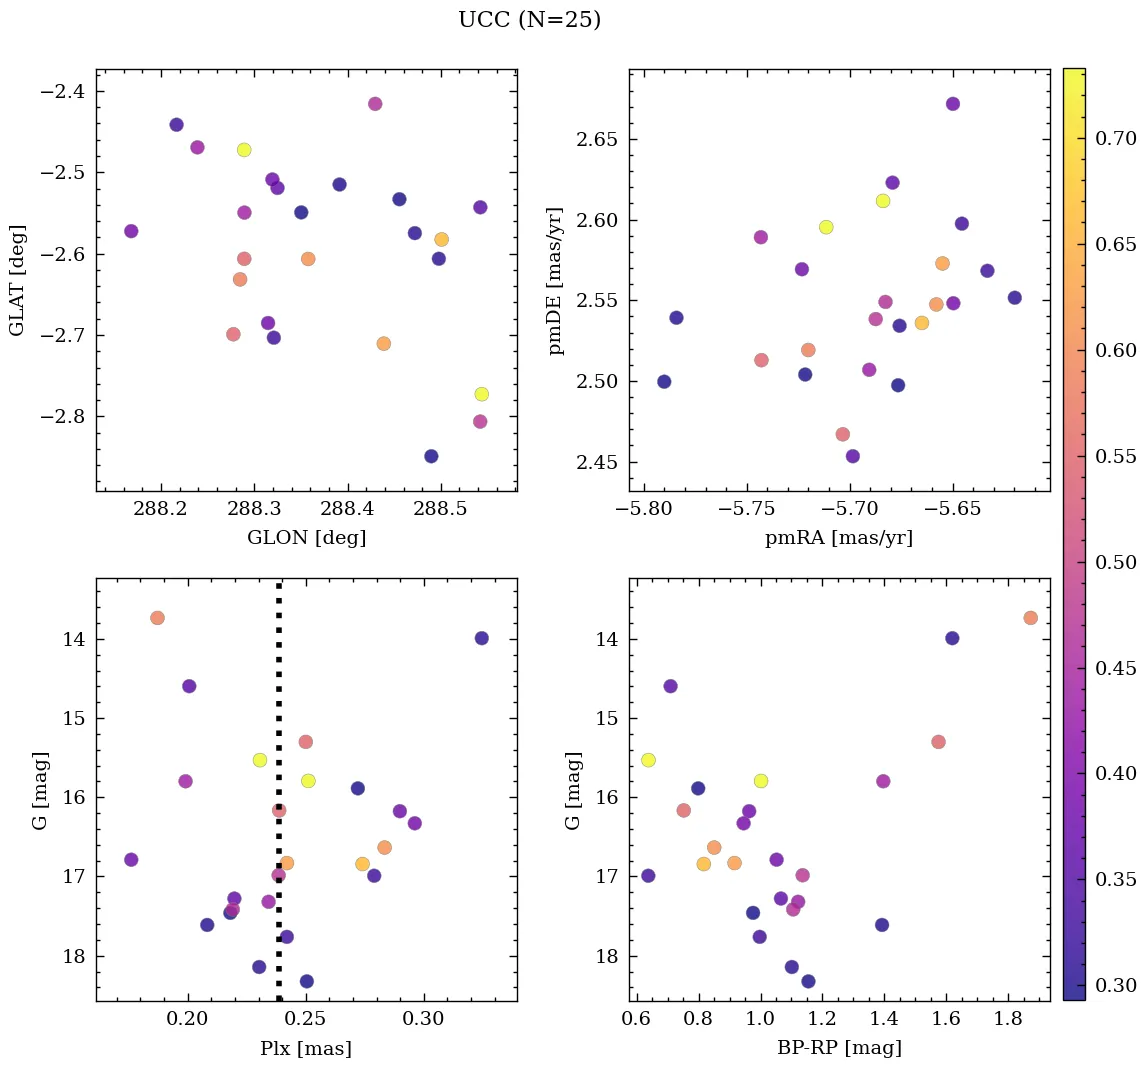 UCC (N=25)
−2.4
−2.5
−2.6
−2.7
−2.8
GLAT [deg]
288.2 288.3 288.4 288.5
GLON [deg]
2.65
2.60
2.55
2.50
2.45
pmDE [mas/yr]
−5.80 −5.75 −5.70 −5.65
pmRA [mas/yr]
14
15
16
17
18
G [mag]
0.20 0.25 0.30
Plx [mas]
14
15
16
17
18
G [mag]
0.6 0.8 1.0 1.2 1.4 1.6 1.8
BP-RP [mag]
0.70
0.65
0.60
0.55
0.50
0.45
0.40
0.35
0.30